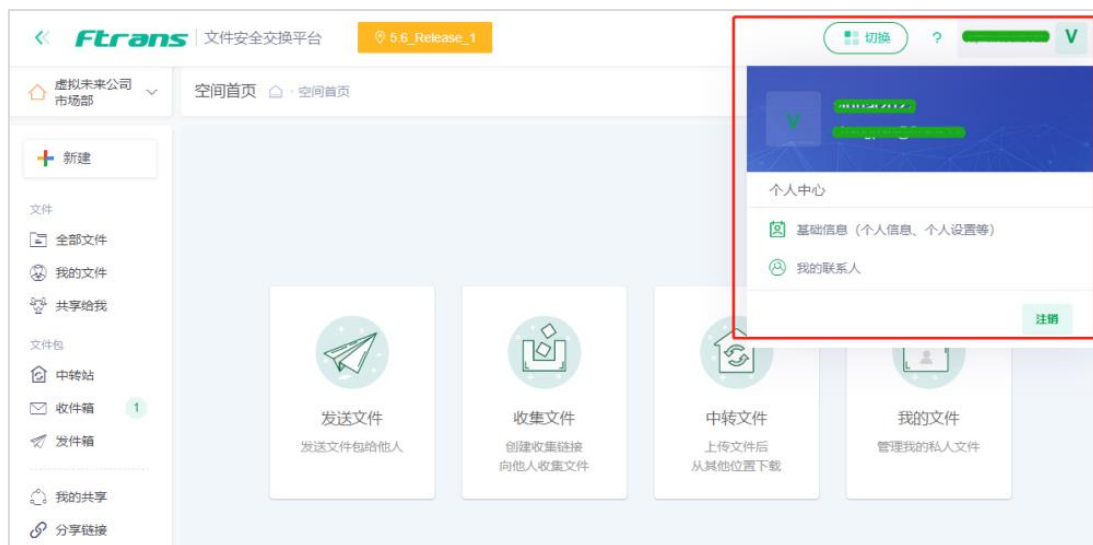 Ftrans 文件安全交换平台 5.6_Release_1 切换 ? V
虚拟未来公司
市场部
空间首页 空间首页
V
新建
个人中心
文件
基础信息（个人信息、个人设置等）
全部文件
我的文件
我的联系人
共享给我
注销
文件包
中转站
收件箱 1
发件箱
我的共享
分享链接
发送文件
发送文件包给他人
收集文件
创建收集链接
向他人收集文件
中转文件
上传文件后
从其他位置下载
我的文件
管理我的私人文件